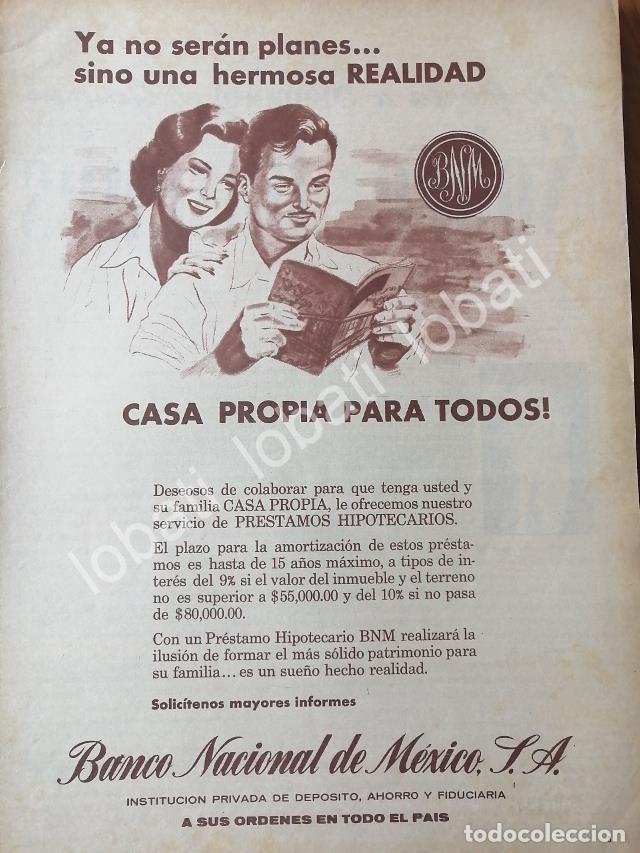 Ya no serán planes...
sino una hermosa REALIDAD
BNM
CASA PROPIA PARA TODOS!
Deseosos de colaborar para que tenga usted y
su familia CASA PROPIA, le ofrecemos nuestro
servicio de PRESTAMOS HIPOTECARIOS.
El plazo para la amortización de estos présta-
mos es hasta de 15 años máximo, a tipos de in-
terés del 9% si el valor del inmueble y el terreno
no es superior a $55,000.00 y del 10% si no pasa
de $80,000.00.
Con un Préstamo Hipotecario BNM realizará la
ilusión de formar el más sólido patrimonio para
su familia... es un sueño hecho realidad.
Solicítenos mayores informes
Banco Nacional de México, S.A.
INSTITUCION PRIVADA DE DEPOSITO, AHORRO Y FIDUCIARIA
A SUS ORDENES EN TODO EL PAIS
lobati lobati lobati lobati
todocoleccion